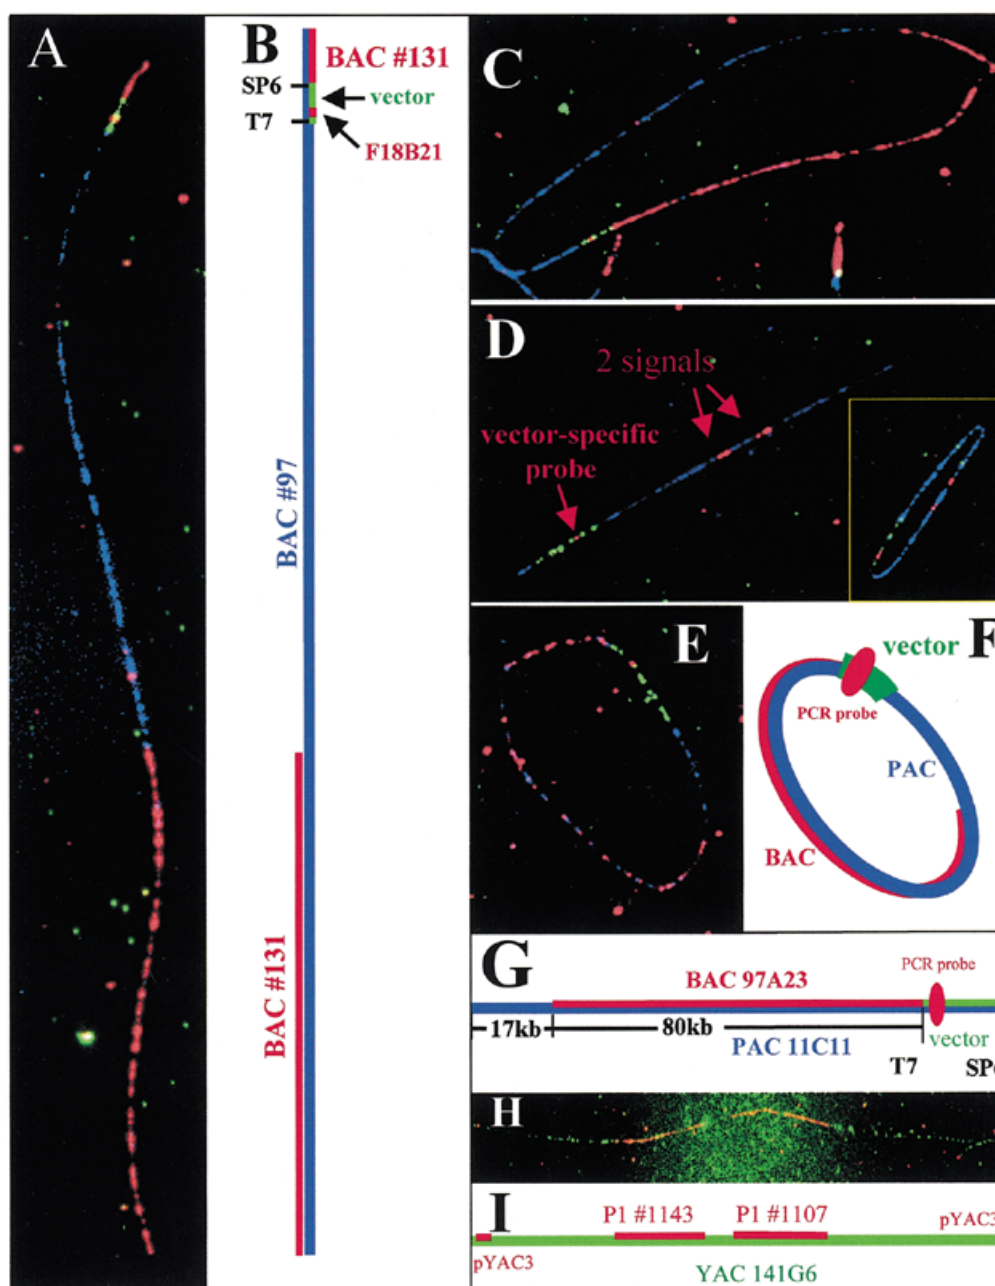 A
B
BAC #131
SP6
vector
T7
F18B21
BAC #97
BAC #131
C
D
2 signals
vector-specific
probe
E
F
vector
PCR probe
PAC
BAC
G
PCR probe
BAC 97A23
17kb
80kb
PAC 11C11
vector
T7
H
I
P1 #1143
P1 #1107
pYAC3
pYAC3
YAC 141G6